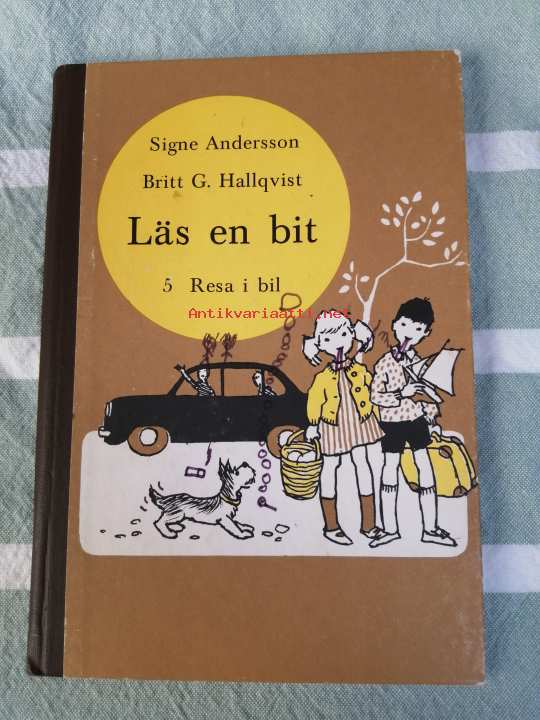 Signe Andersson
Britt G. Hallqvist
Läs en bit
5 Resa i bil
Antikvariaatti.net